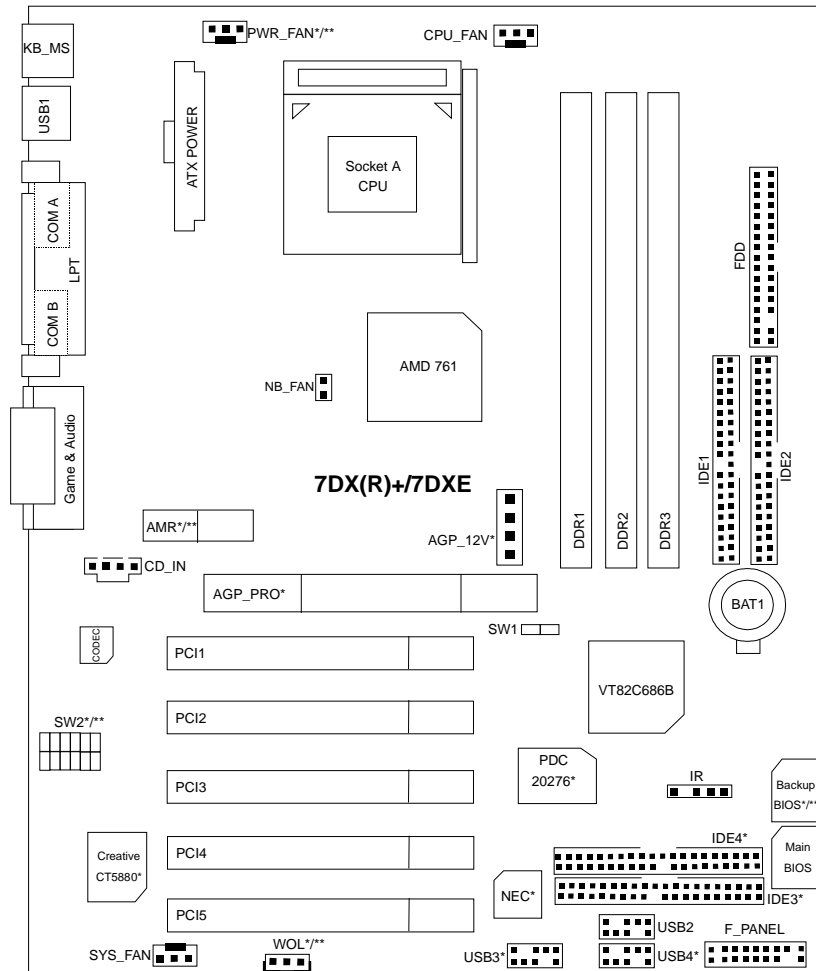 PWR_FAN*/**
CPU_FAN
KB_MS
USB1
ATX POWER
Socket A
CPU
COM A
LPT
COM B
FDD
AMD 761
NB_FAN
Game & Audio
IDE1
IDE2
7DX(R)+/7DXE
AMR*/**
AGP_12V*
DDR1
DDR2
DDR3
CD_IN
AGP_PRO*
BAT1
SW1
CODEC
PCI1
VT82C686B
PCI2
SW2*/**
PDC
20276*
IR
PCI3
Backup
BIOS*/**
Creative
CT5880*
PCI4
IDE4*
Main
BIOS
NEC*
IDE3*
PCI5
USB2
F_PANEL
SYS_FAN
WOL*/**
USB3*
USB4*